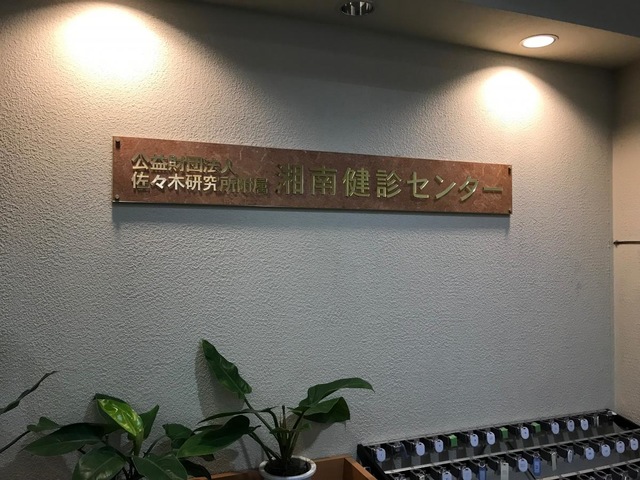 公益財団法人
佐々木研究所附属 湘南健診センター